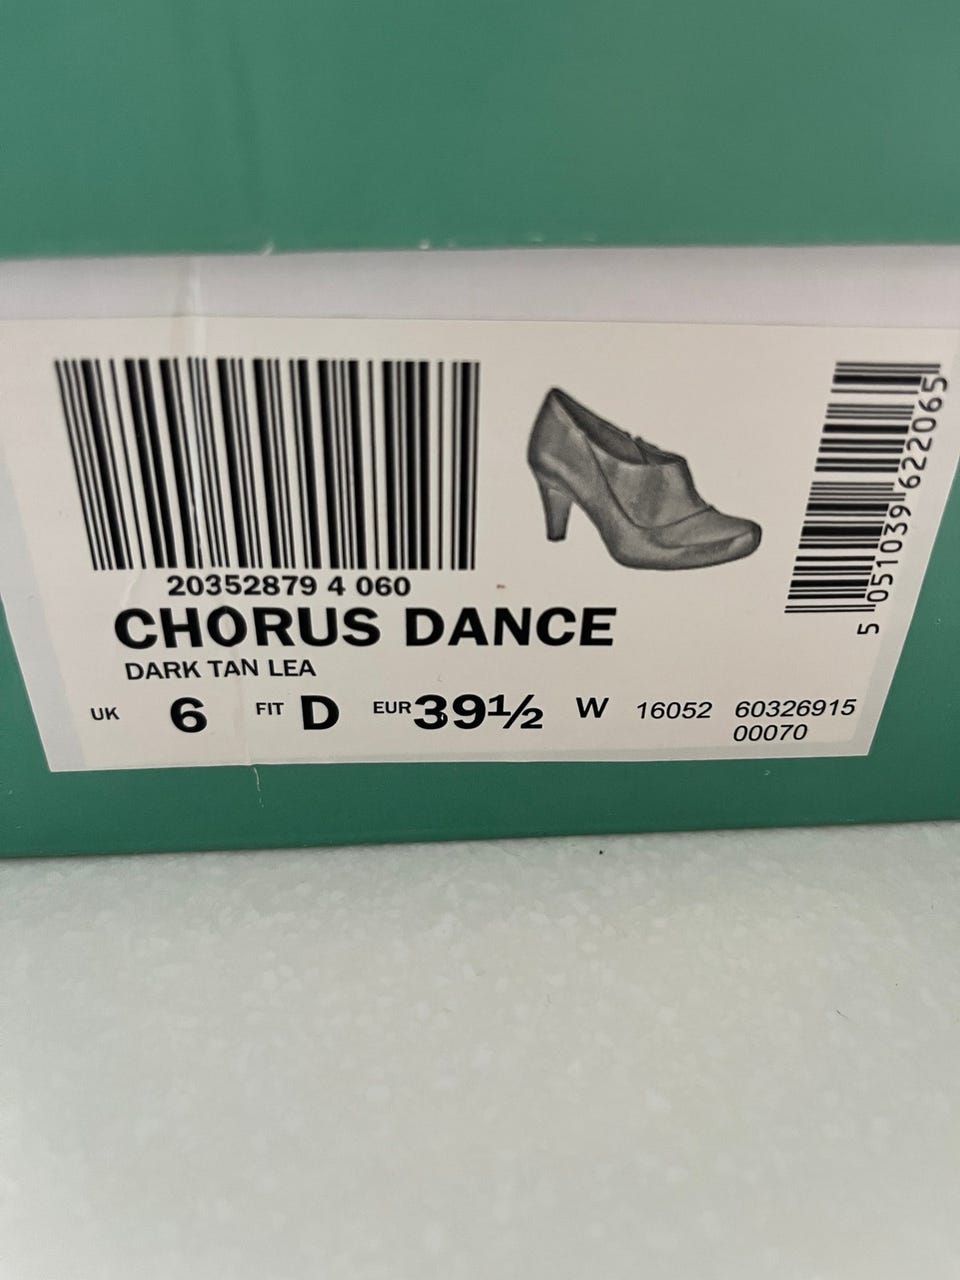 20352879 4 060
CHORUS DANCE
DARK TAN LEA
UK 6 FIT D EUR 39½ W 16052 60326915
00070
5 051039 622065